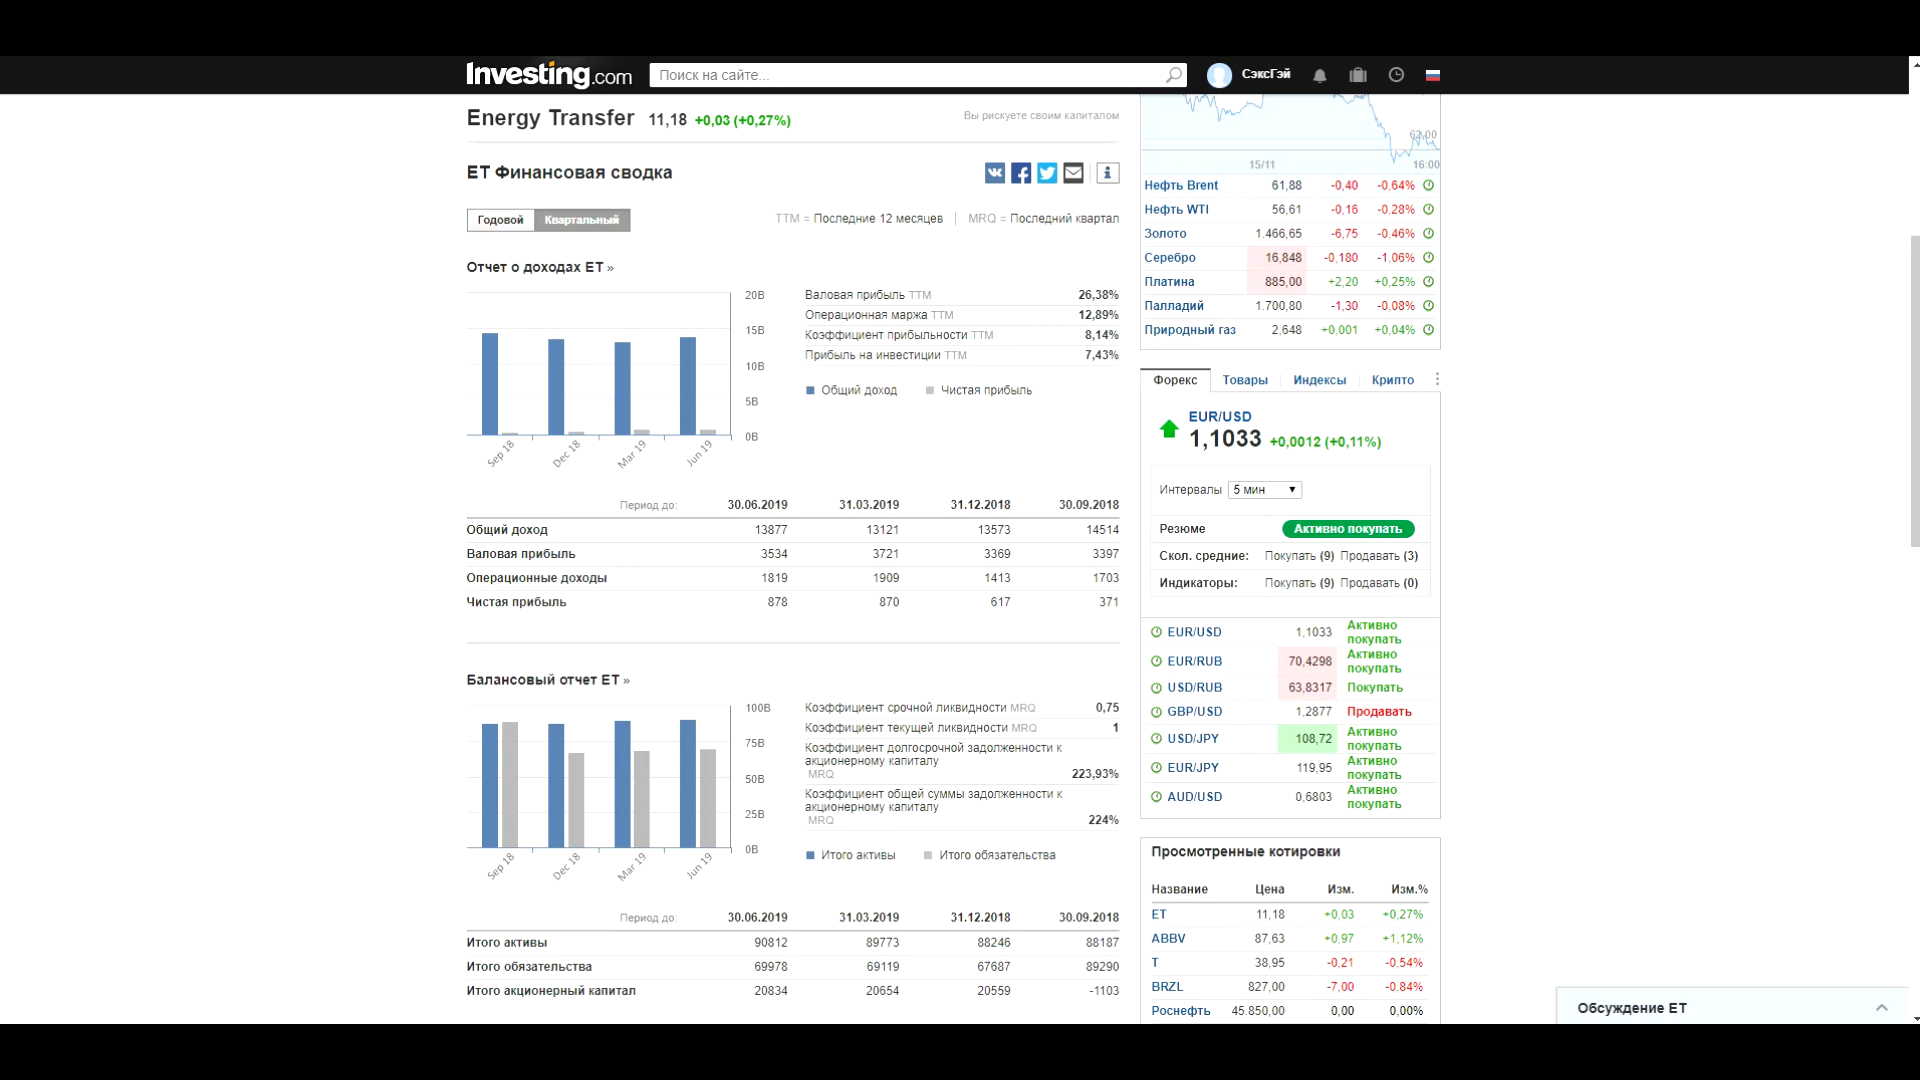 Investing.com
Поиск на сайте...
СэксГэй
Energy Transfer 11,18 +0,03 (+0,27%)
Вы рискуете своим капиталом
ET Финансовая сводка
Годовой Квартальный
TTM = Последние 12 месяцев | MRQ = Последний квартал
Отчет о доходах ET »
20B
15B
10B
5B
0B
Sep 18 Dec 18 Mar 19 Jun 19
Валовая прибыль TTM 26,38%
Операционная маржа TTM 12,89%
Коэффициент прибыльности TTM 8,14%
Прибыль на инвестиции TTM 7,43%
Общий доход Чистая прибыль
Период до: 30.06.2019 31.03.2019 31.12.2018 30.09.2018
Общий доход 13877 13121 13573 14514
Валовая прибыль 3534 3721 3369 3397
Операционные доходы 1819 1909 1413 1703
Чистая прибыль 878 870 617 371
Балансовый отчет ET »
100B
75B
50B
25B
0B
Sep 18 Dec 18 Mar 19 Jun 19
Коэффициент срочной ликвидности MRQ 0,75
Коэффициент текущей ликвидности MRQ 1
Коэффициент долгосрочной задолженности к
акционерному капиталу
MRQ 223,93%
Коэффициент общей суммы задолженности к
акционерному капиталу
MRQ 224%
Итого активы Итого обязательства
Период до: 30.06.2019 31.03.2019 31.12.2018 30.09.2018
Итого активы 90812 89773 88246 88187
Итого обязательства 69978 69119 67687 89290
Итого акционерный капитал 20834 20654 20559 -1103
62,00
15/11 16:00
Нефть Brent 61,88 -0,40 -0,64%
Нефть WTI 56,61 -0,16 -0,28%
Золото 1.466,65 -6,75 -0,46%
Серебро 16,848 -0,180 -1,06%
Платина 885,00 +2,20 +0,25%
Палладий 1.700,80 -1,30 -0,08%
Природный газ 2,648 +0,001 +0,04%
Форекс Товары Индексы Крипто
EUR/USD
1,1033 +0,0012 (+0,11%)
Интервалы 5 мин
Резюме Активно покупать
Скол. средние: Покупать (9) Продавать (3)
Индикаторы: Покупать (9) Продавать (0)
EUR/USD 1,1033 Активно
покупать
EUR/RUB 70,4298 Активно
покупать
USD/RUB 63,8317 Покупать
GBP/USD 1,2877 Продавать
USD/JPY 108,72 Активно
покупать
EUR/JPY 119,95 Активно
покупать
AUD/USD 0,6803 Активно
покупать
Просмотренные котировки
Название Цена Изм. Изм.%
ET 11,18 +0,03 +0,27%
ABBV 87,63 +0,97 +1,12%
T 38,95 -0,21 -0,54%
BRZL 827,00 -7,00 -0,84%
Роснефть 45.850,00 0,00 0,00%
Обсуждение ET